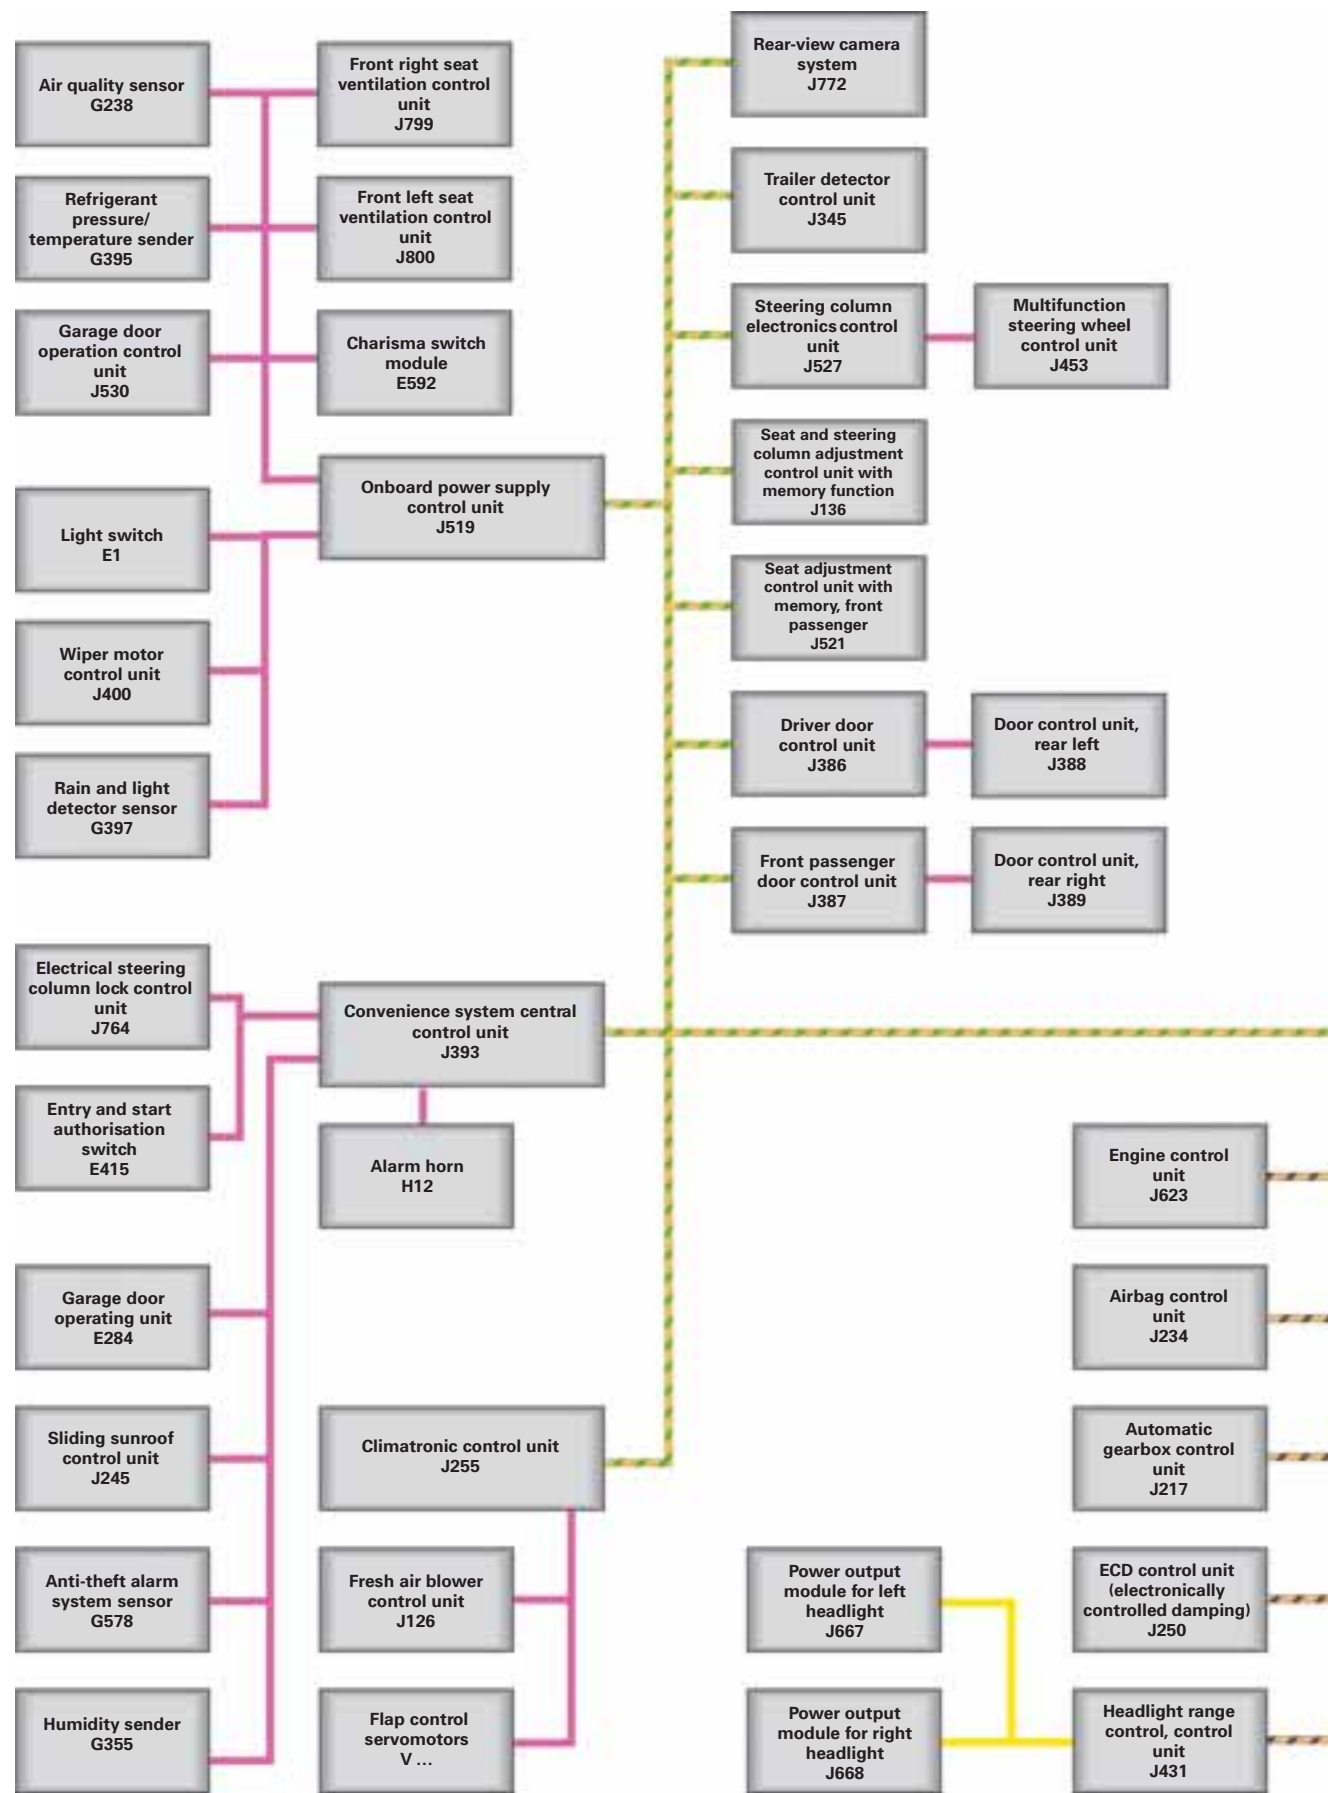 Air quality sensor
G238
Front right seat
ventilation control
unit
J799
Refrigerant
pressure/
temperature sender
G395
Front left seat
ventilation control
unit
J800
Garage door
operation control
unit
J530
Charisma switch
module
E592
Onboard power supply
control unit
J519
Light switch
E1
Wiper motor
control unit
J400
Rain and light
detector sensor
G397
Rear-view camera
system
J772
Trailer detector
control unit
J345
Steering column
electronics control
unit
J527
Multifunction
steering wheel
control unit
J453
Seat and steering
column adjustment
control unit with
memory function
J136
Seat adjustment
control unit with
memory, front
passenger
J521
Driver door
control unit
J386
Door control unit,
rear left
J388
Front passenger
door control unit
J387
Door control unit,
rear right
J389
Electrical steering
column lock control
unit
J764
Convenience system central
control unit
J393
Entry and start
authorisation
switch
E415
Alarm horn
H12
Garage door
operating unit
E284
Sliding sunroof
control unit
J245
Climatronic control unit
J255
Anti-theft alarm
system sensor
G578
Fresh air blower
control unit
J126
Humidity sender
G355
Flap control
servomotors
V ...
Engine control
unit
J623
Airbag control
unit
J234
Automatic
gearbox control
unit
J217
Power output
module for left
headlight
J667
ECD control unit
(electronically
controlled damping)
J250
Power output
module for right
headlight
J668
Headlight range
control, control
unit
J431